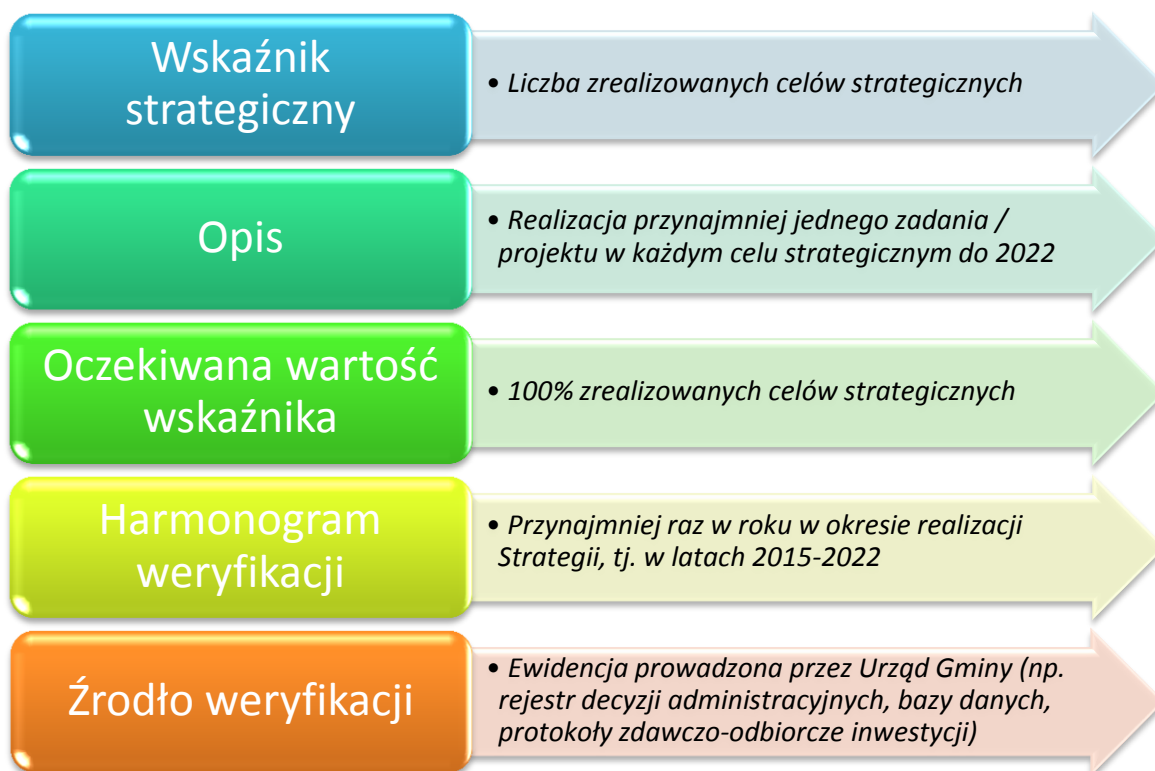 Wskaźnik
strategiczny
• Liczba zrealizowanych celów strategicznych
Opis
• Realizacja przynajmniej jednego zadania /
projektu w każdym celu strategicznym do 2022
Oczekiwana wartość
wskaźnika
• 100% zrealizowanych celów strategicznych
Harmonogram
weryfikacji
• Przynajmniej raz w roku w okresie realizacji
Strategii, tj. w latach 2015-2022
Źrodło weryfikacji
• Ewidencja prowadzona przez Urząd Gminy (np.
rejestr decyzji administracyjnych, bazy danych,
protokoły zdawczo-odbiorcze inwestycji)